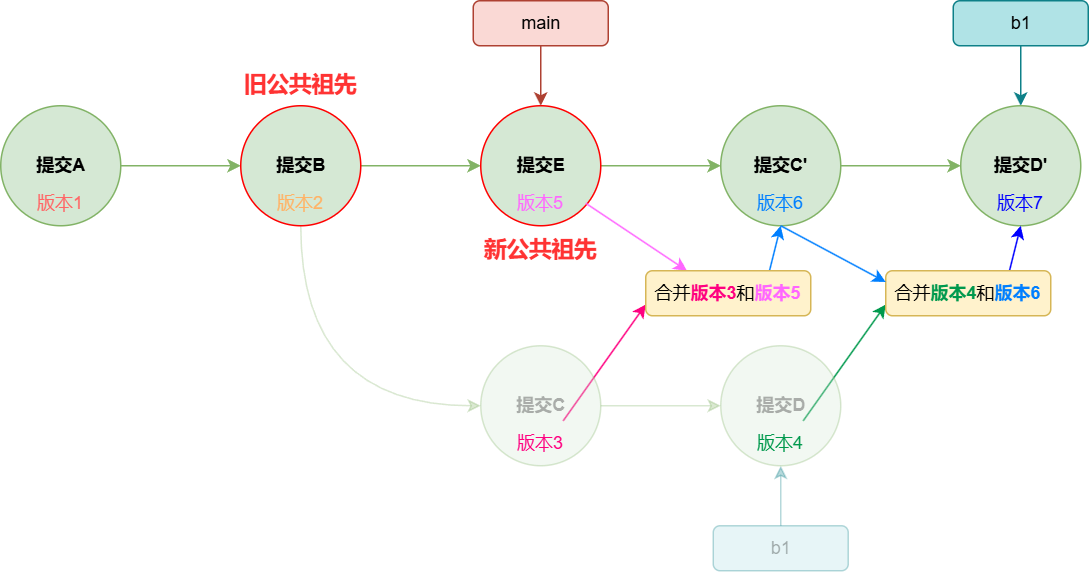 main
b1
旧公共祖先
提交A
版本1
提交B
版本2
提交E
版本5
提交C'
版本6
提交D'
版本7
新公共祖先
合并版本3和版本5
合并版本4和版本6
提交C
版本3
提交D
版本4
b1